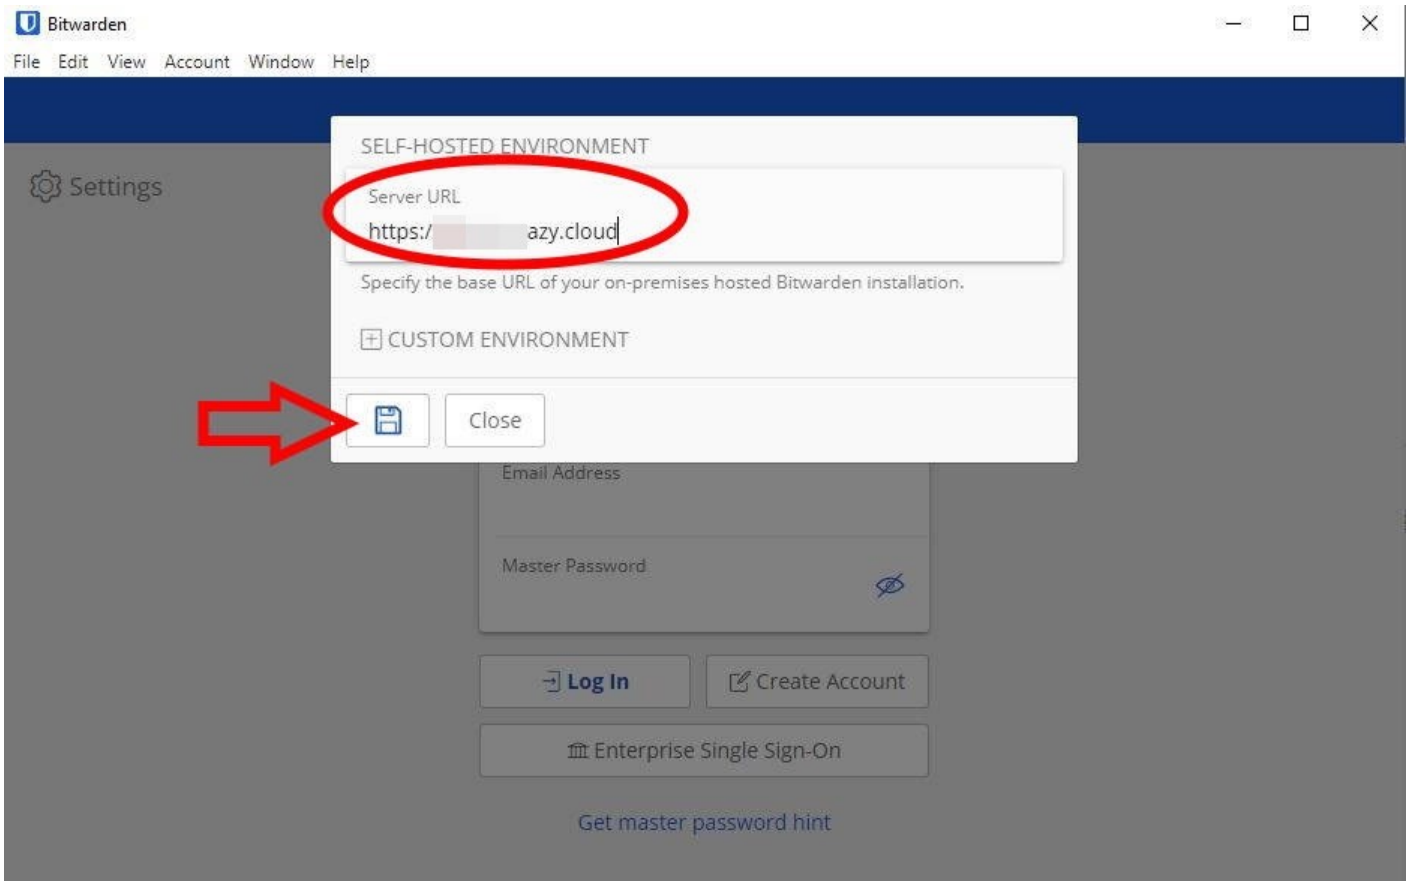 Bitwarden
File Edit View Account Window Help
SELF-HOSTED ENVIRONMENT
Settings
Server URL
https:/ azy.cloud
Specify the base URL of your on-premises hosted Bitwarden installation.
CUSTOM ENVIRONMENT
Close
Email Address
Master Password
Log In
Create Account
Enterprise Single Sign-On
Get master password hint